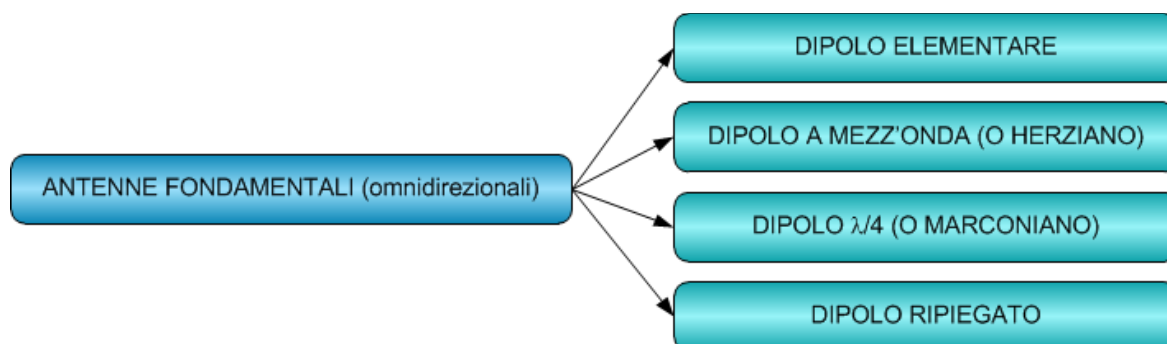 DIPOLO ELEMENTARE
DIPOLO A MEZZ'ONDA (O HERZIANO)
ANTENNE FONDAMENTALI (omnidirezionali)
DIPOLO λ/4 (O MARCONIANO)
DIPOLO RIPIEGATO